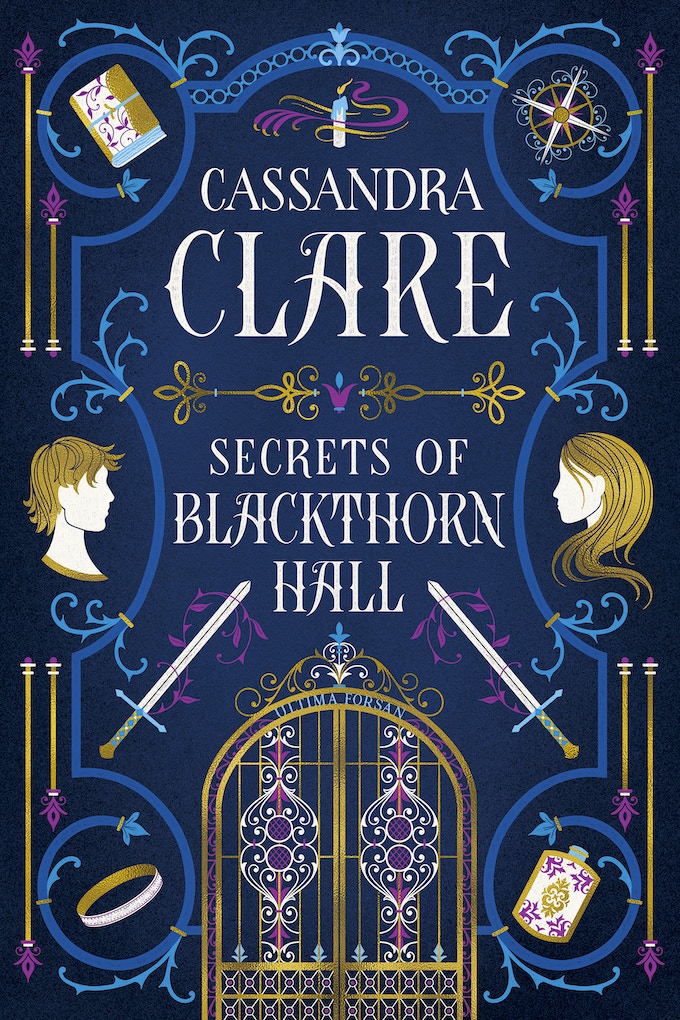 CASSANDRA
CLARE
SECRETS OF
BLACKTHORN
HALL
ULTIMA FORSAN